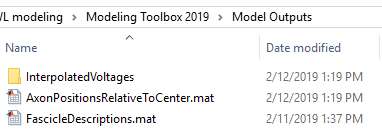 VL modeling > Modeling Toolbox 2019 > Model Outputs
Name Date modified
InterpolatedVoltages 2/12/2019 1:19 PM
AxonPositionsRelativeToCenter.mat 2/12/2019 1:19 PM
FascicleDescriptions.mat 2/11/2019 1:37 PM